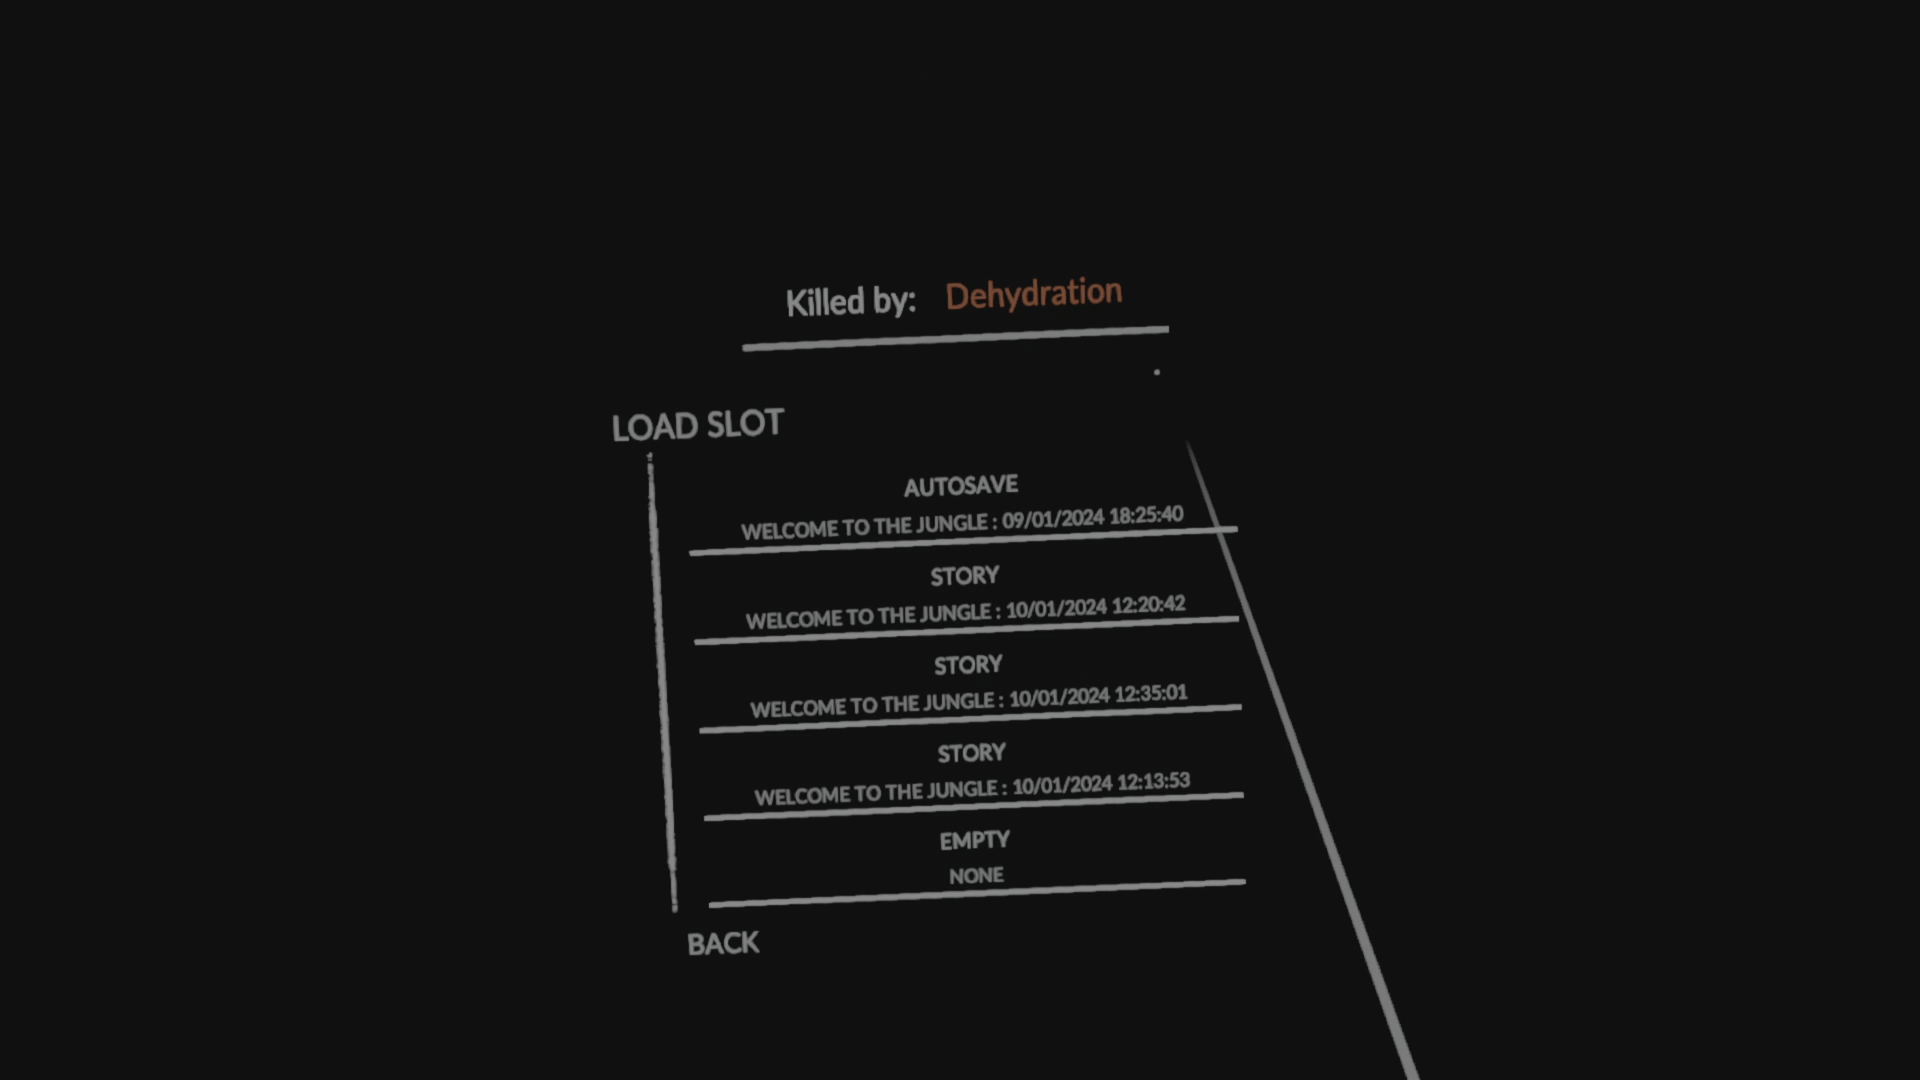 Killed by: Dehydration
LOAD SLOT
AUTOSAVE
WELCOME TO THE JUNGLE : 09/01/2024 18:25:40
STORY
WELCOME TO THE JUNGLE : 10/01/2024 12:20:42
STORY
WELCOME TO THE JUNGLE : 10/01/2024 12:35:01
STORY
WELCOME TO THE JUNGLE : 10/01/2024 12:13:53
EMPTY
NONE
BACK